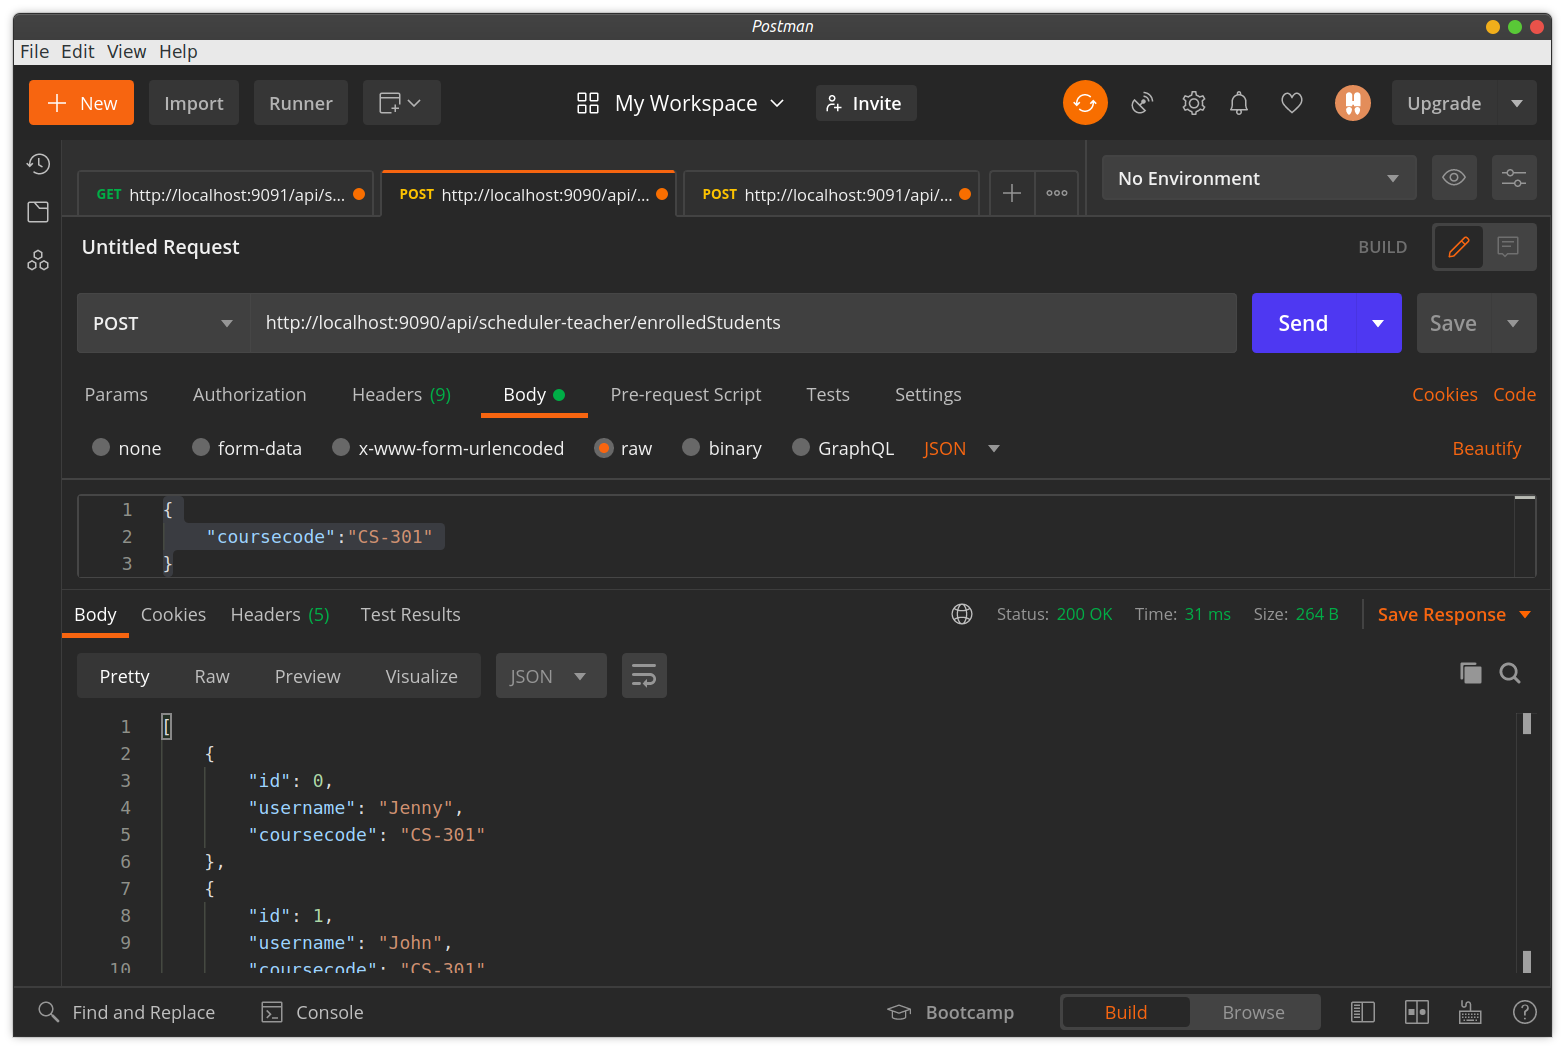 Postman
File Edit View Help
New Import Runner My Workspace Invite Upgrade
GET http://localhost:9091/api/s... POST http://localhost:9090/api/... POST http://localhost:9091/api/... No Environment
Untitled Request BUILD
POST http://localhost:9090/api/scheduler-teacher/enrolledStudents Send Save
Params Authorization Headers (9) Body Pre-request Script Tests Settings Cookies Code
none form-data x-www-form-urlencoded raw binary GraphQL JSON Beautify
1 {
2 "coursecode":"CS-301"
3 }
Body Cookies Headers (5) Test Results Status: 200 OK Time: 31 ms Size: 264 B Save Response
Pretty Raw Preview Visualize JSON
1 [
2 {
3 "id": 0,
4 "username": "Jenny",
5 "coursecode": "CS-301"
6 },
7 {
8 "id": 1,
9 "username": "John",
10 "coursecode": "CS-301"
Find and Replace Console Bootcamp Build Browse